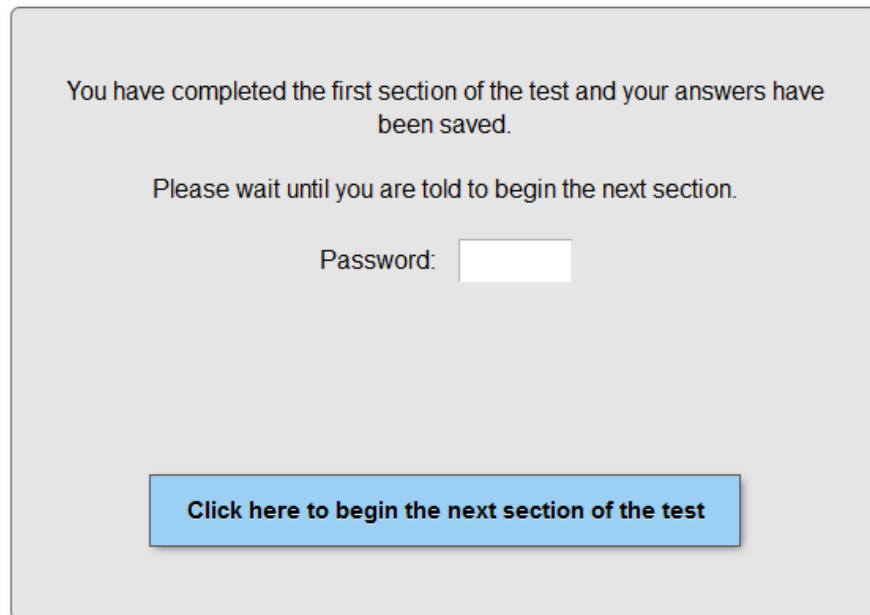 You have completed the first section of the test and your answers have
been saved.
Please wait until you are told to begin the next section.
Password:
Click here to begin the next section of the test